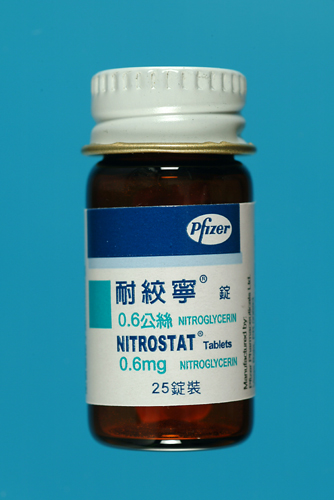 Pfizer
耐絞寧® 錠
0.6公絲 NITROGLYCERIN
NITROSTAT® Tablets
0.6mg NITROGLYCERIN
25錠裝
Manufactured by: